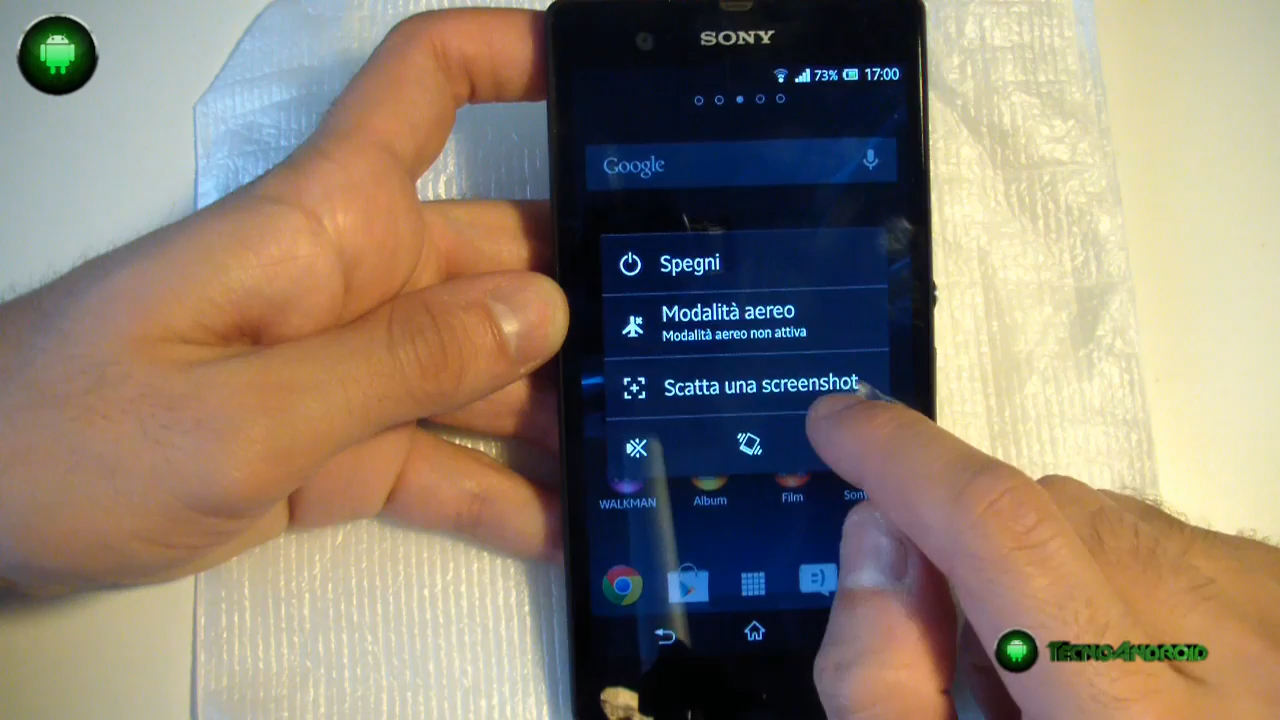 SONY
73% 17:00
Google
Spegni
Modalità aereo
Modalità aereo non attiva
Scatta una screenshot
WALKMAN Album Film Sony
TECNOANDROID